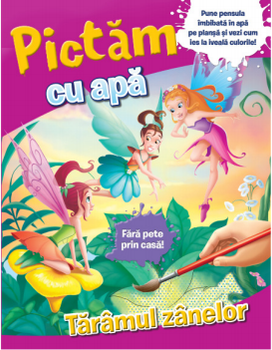 Pictăm
cu apă
Pune pensula
îmbibată în apă
pe planșă și vezi cum
ies la iveală culorile!
Fără pete
prin casă!
Tărâmul zânelor